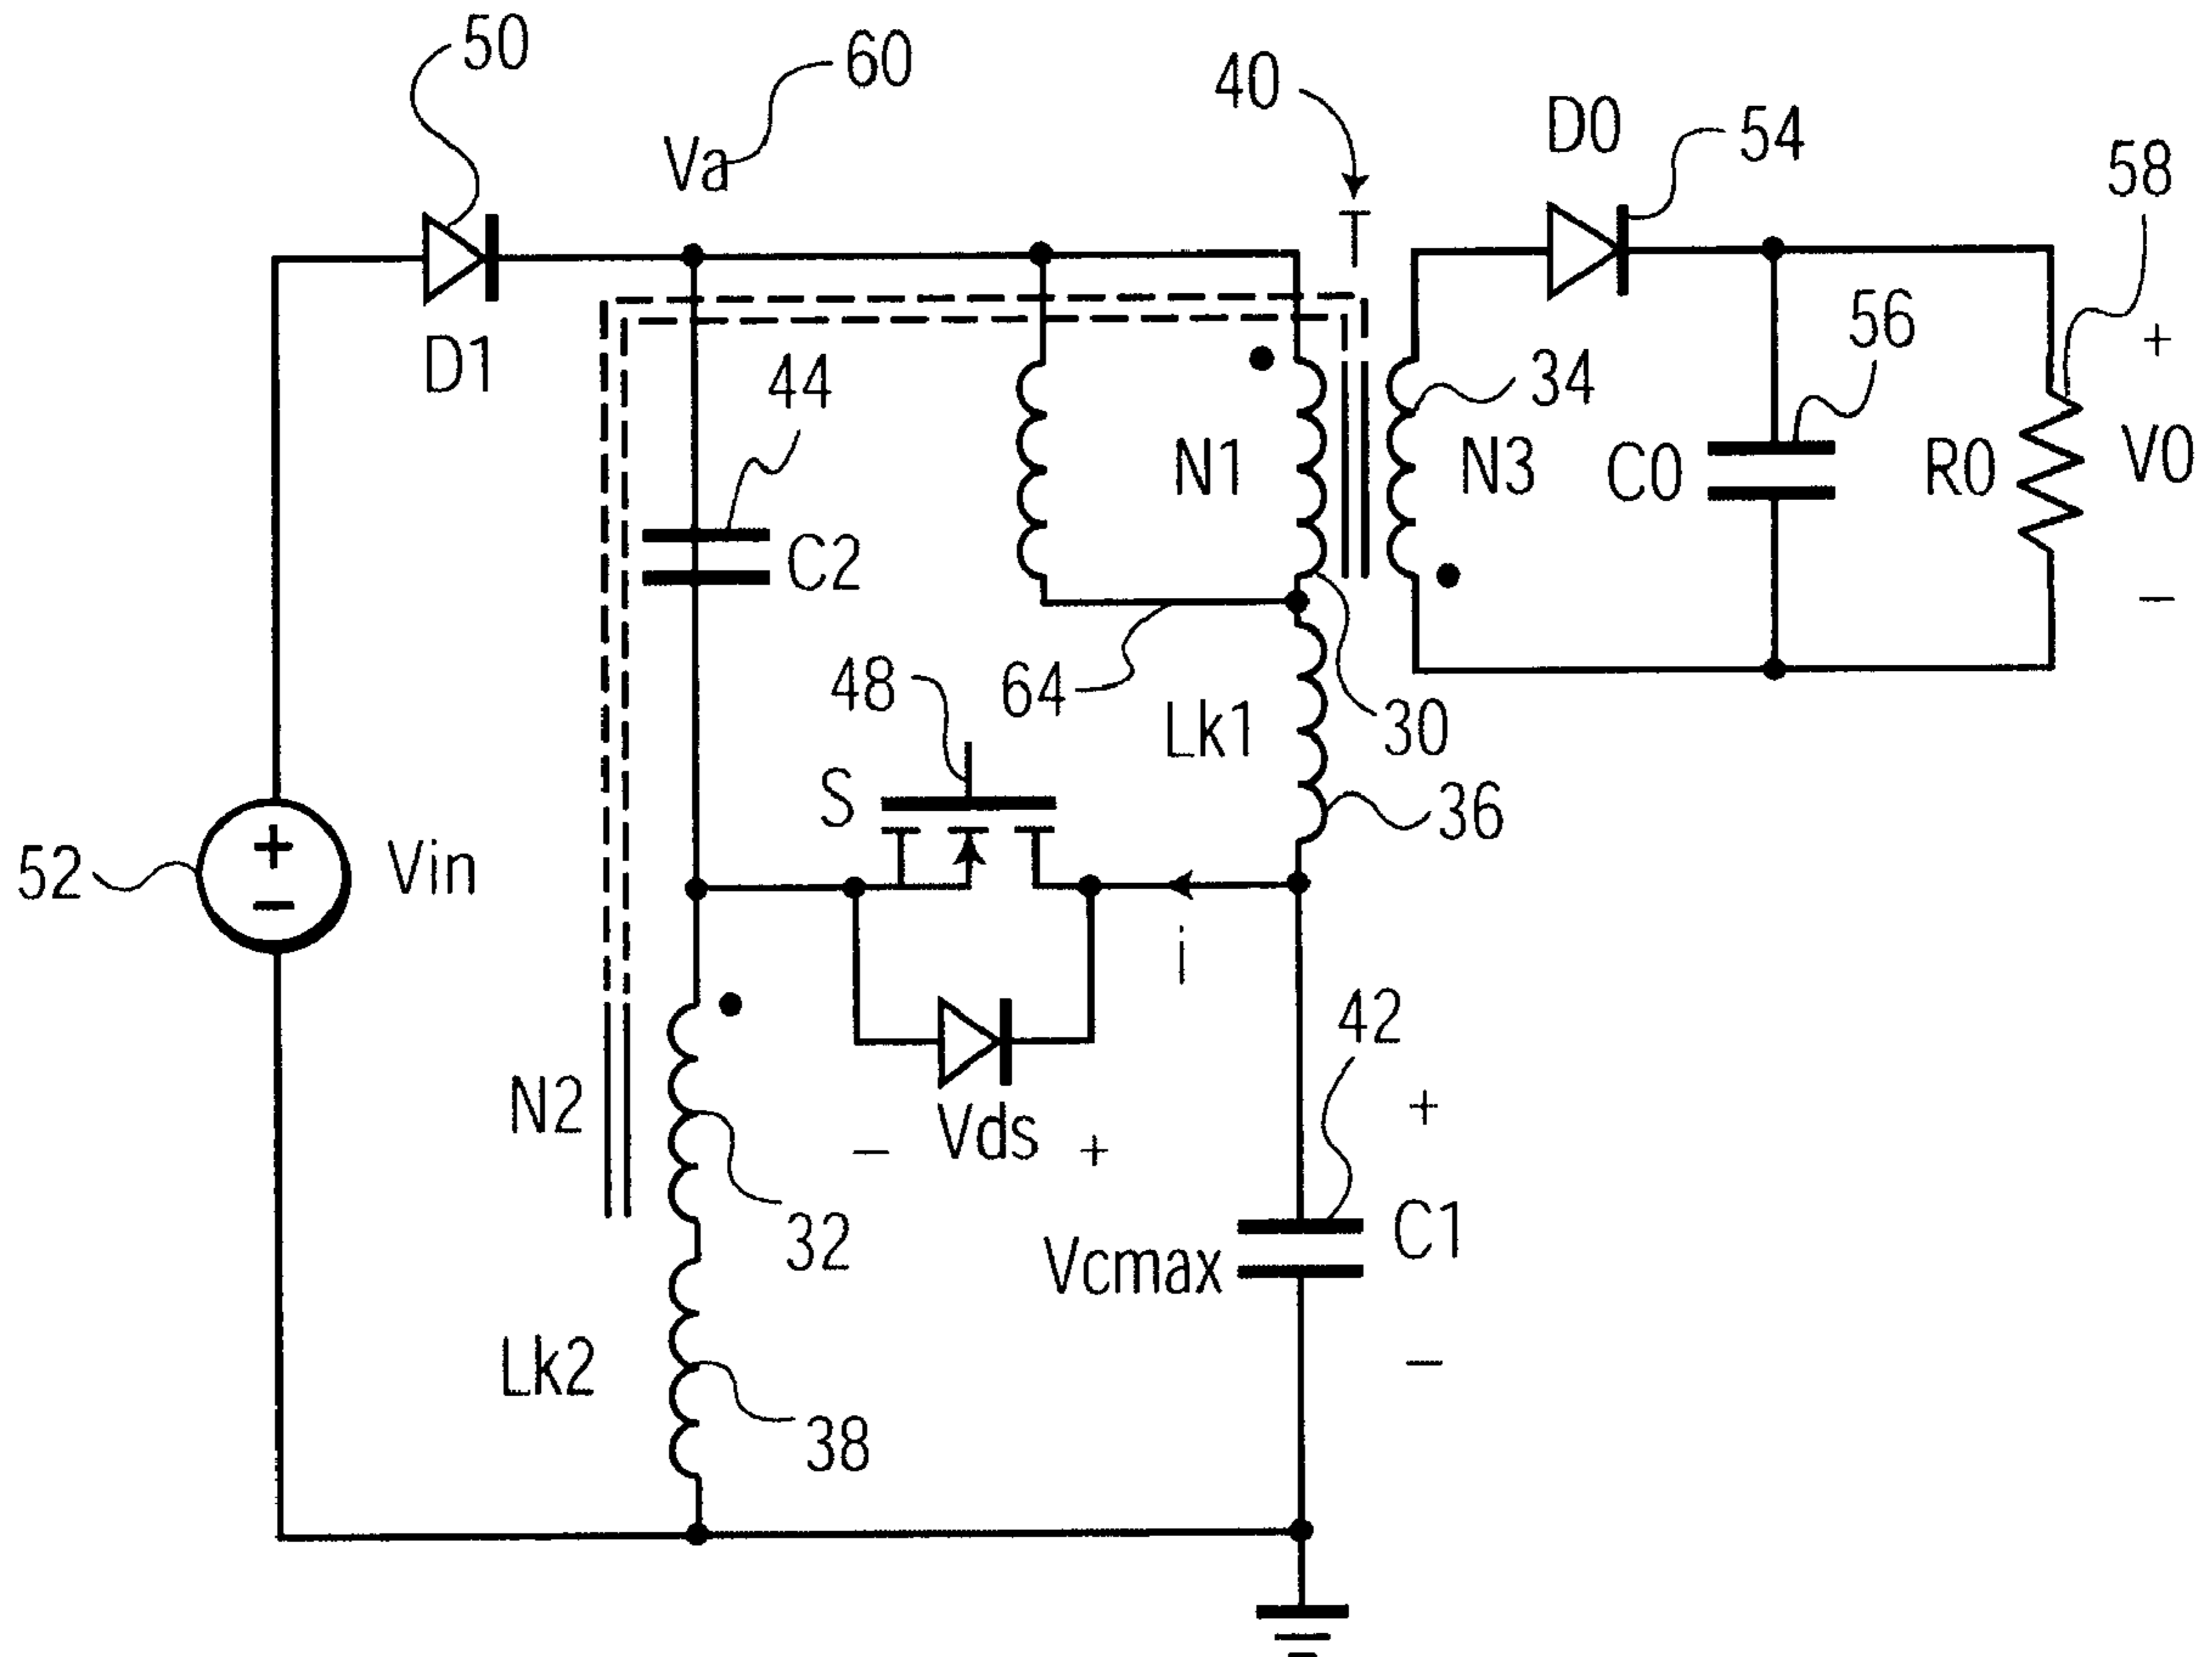 50
60
Va
40
T
D0
54
58
D1
44
C2
N1
34
N3
56
C0
R0
+
V0
−
48
64
Lk1
30
S
36
52
+
−
Vin
i
42
N2
− Vds +
+
32
Vcmax
C1
−
Lk2
38